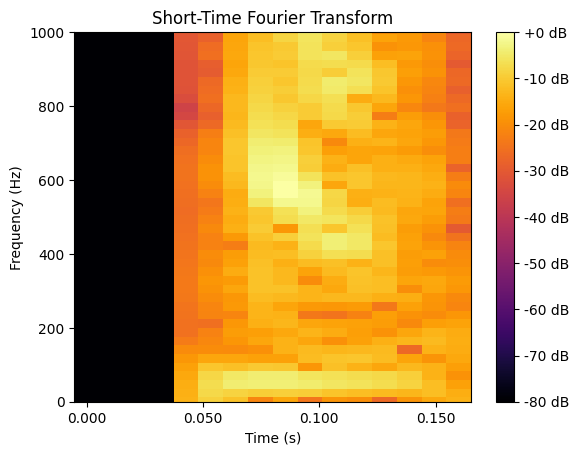 Short-Time Fourier Transform
1000
800
600
400
200
0
Frequency (Hz)
0.000
0.050
0.100
0.150
Time (s)
+0 dB
-10 dB
-20 dB
-30 dB
-40 dB
-50 dB
-60 dB
-70 dB
-80 dB